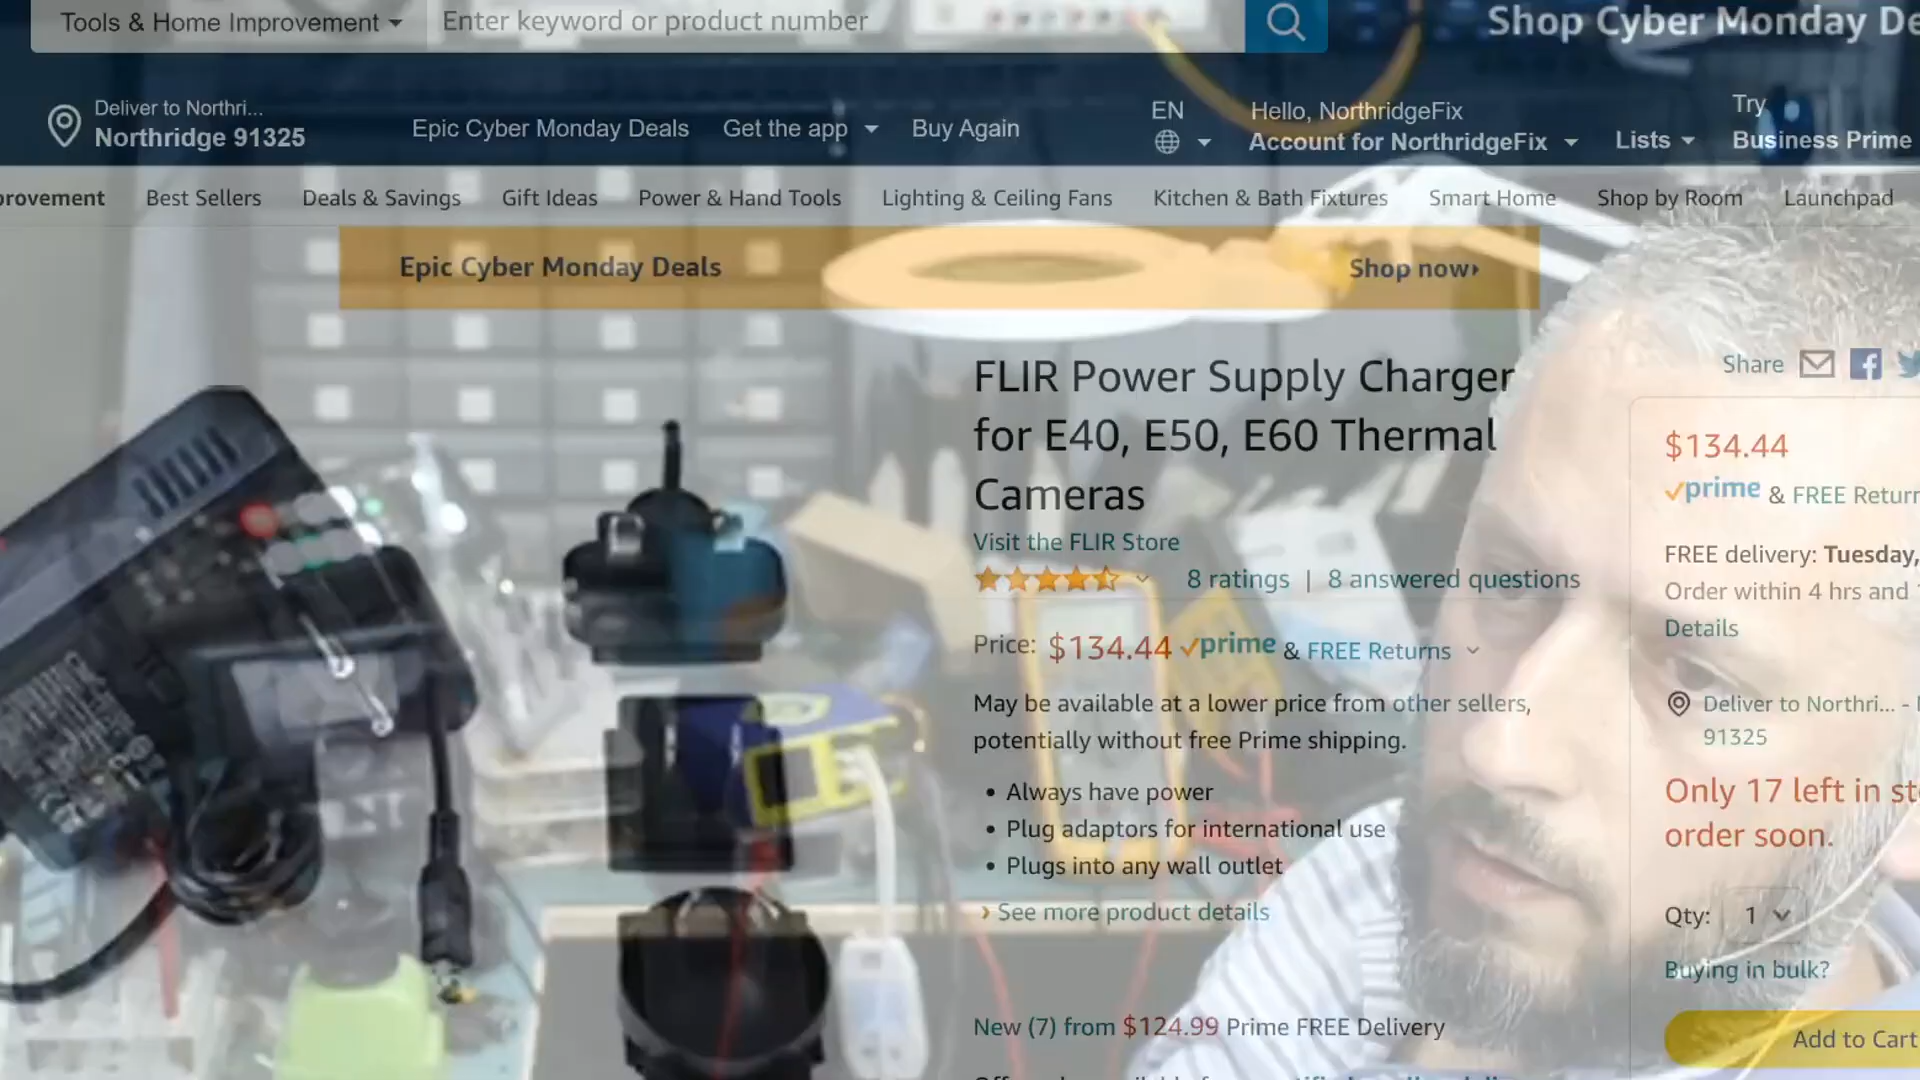 Tools & Home Improvement
Enter keyword or product number
Shop Cyber Monday De
Deliver to Northri...
Northridge 91325
Epic Cyber Monday Deals
Get the app
Buy Again
EN
Hello, NorthridgeFix
Account for NorthridgeFix
Lists
Try
Business Prime
provement
Best Sellers
Deals & Savings
Gift Ideas
Power & Hand Tools
Lighting & Ceiling Fans
Kitchen & Bath Fixtures
Smart Home
Shop by Room
Launchpad
Epic Cyber Monday Deals
Shop now
FLIR Power Supply Charger
for E40, E50, E60 Thermal
Cameras
Visit the FLIR Store
8 ratings | 8 answered questions
Price: $134.44 prime & FREE Returns
May be available at a lower price from other sellers,
potentially without free Prime shipping.
• Always have power
• Plug adaptors for international use
• Plugs into any wall outlet
› See more product details
New (7) from $124.99 Prime FREE Delivery
Share
$134.44
prime & FREE Return
FREE delivery: Tuesday,
Order within 4 hrs and
Details
Deliver to Northri... -
91325
Only 17 left in st
order soon.
Qty: 1
Buying in bulk?
Add to Cart